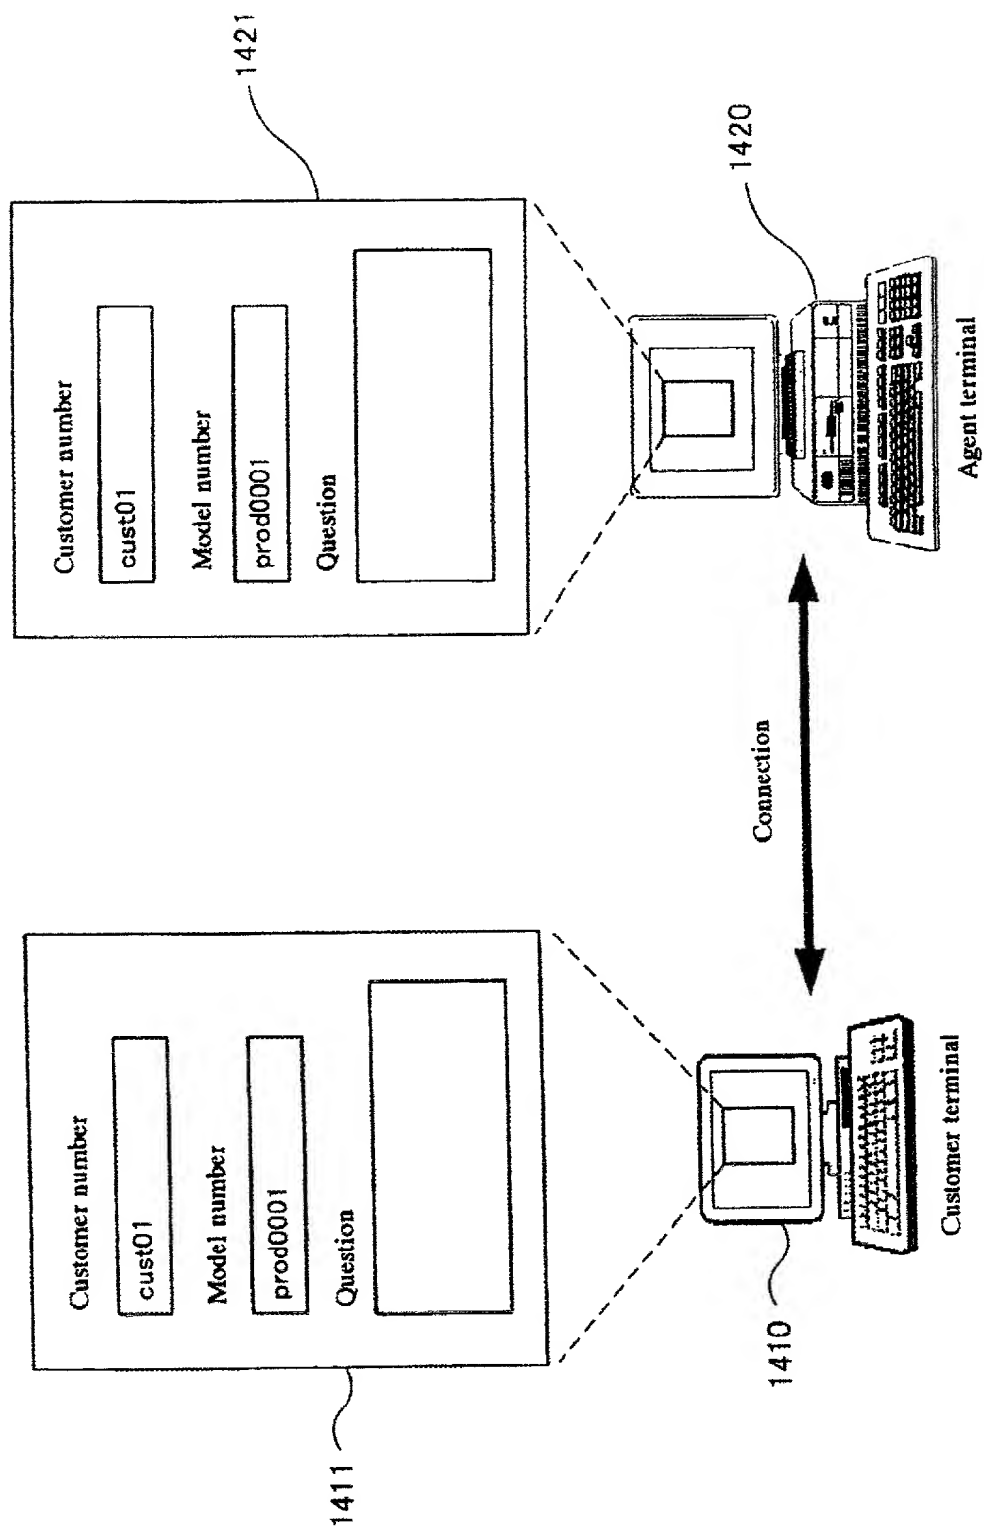 1411
Customer number
cust01
Model number
prod0001
Question
1410
Customer terminal
Connection
1421
Customer number
cust01
Model number
prod0001
Question
1420
Agent terminal